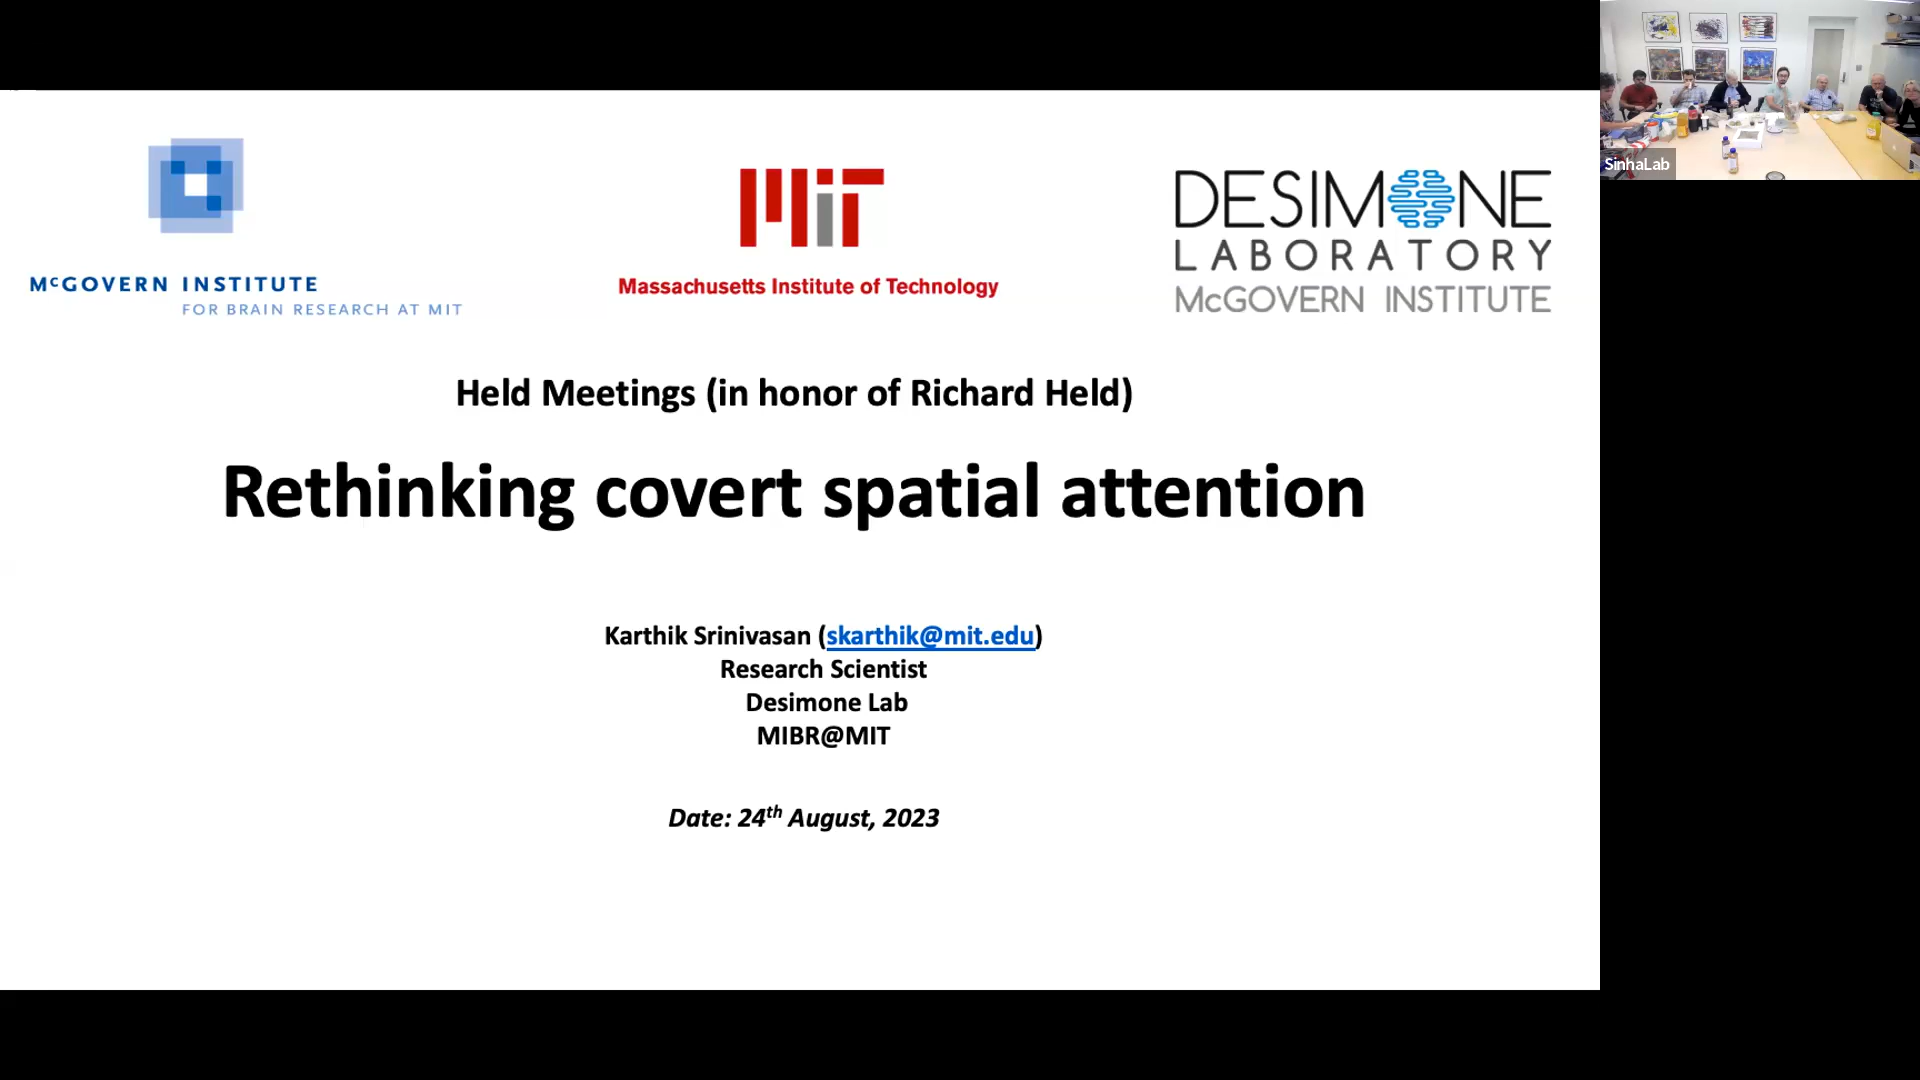 McGOVERN INSTITUTE
FOR BRAIN RESEARCH AT MIT
MIT
Massachusetts Institute of Technology
DESIMONE
LABORATORY
McGOVERN INSTITUTE
Held Meetings (in honor of Richard Held)
Rethinking covert spatial attention
Karthik Srinivasan (skarthik@mit.edu)
Research Scientist
Desimone Lab
MIBR@MIT
Date: 24th August, 2023
SinhaLab